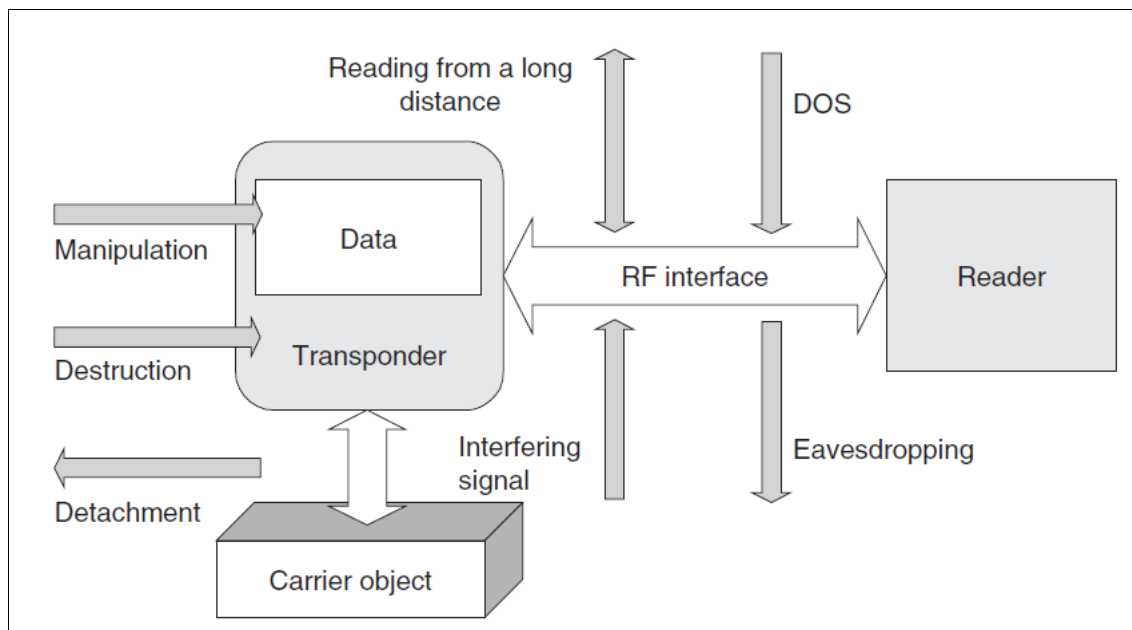 Reading from a long
distance
DOS
Manipulation
Data
RF interface
Reader
Destruction
Transponder
Detachment
Interfering
signal
Eavesdropping
Carrier object